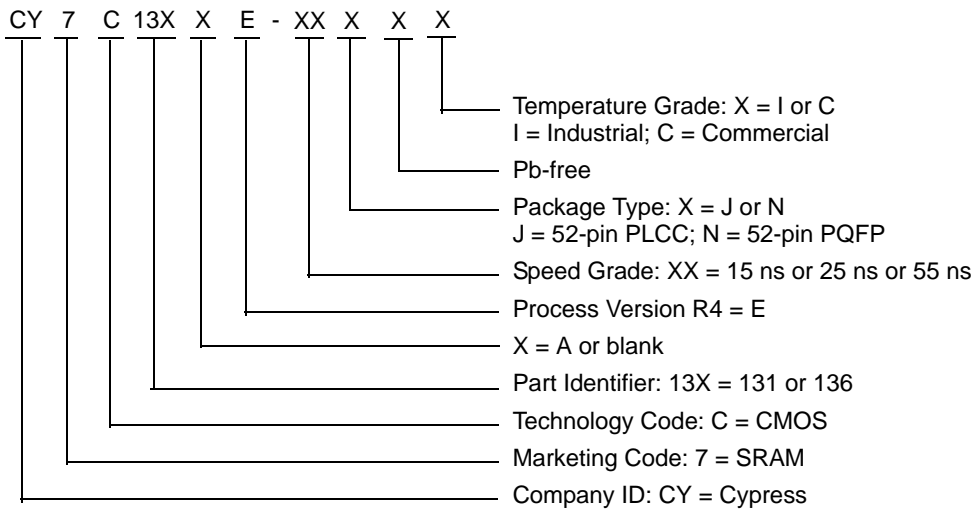 CY 7 C 13X X E - XX X X X
Temperature Grade: X = I or C
I = Industrial; C = Commercial
Pb-free
Package Type: X = J or N
J = 52-pin PLCC; N = 52-pin PQFP
Speed Grade: XX = 15 ns or 25 ns or 55 ns
Process Version R4 = E
X = A or blank
Part Identifier: 13X = 131 or 136
Technology Code: C = CMOS
Marketing Code: 7 = SRAM
Company ID: CY = Cypress